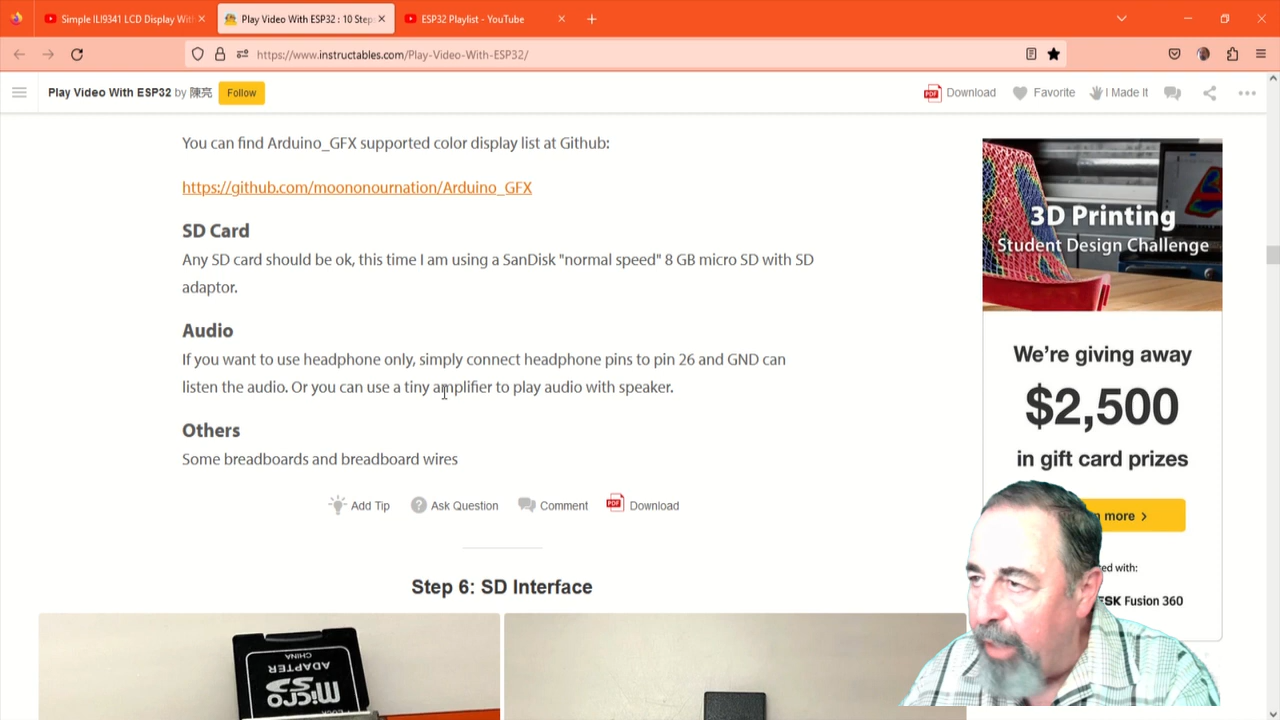 Simple ILI9341 LCD Display With
Play Video With ESP32 : 10 Steps
ESP32 Playlist - YouTube
https://www.instructables.com/Play-Video-With-ESP32/
Play Video With ESP32 by 陳亮
Follow
Download
Favorite
I Made It
You can find Arduino_GFX supported color display list at Github:
https://github.com/moononournation/Arduino_GFX
SD Card
Any SD card should be ok, this time I am using a SanDisk "normal speed" 8 GB micro SD with SD
adaptor.
Audio
If you want to use headphone only, simply connect headphone pins to pin 26 and GND can
listen the audio. Or you can use a tiny amplifier to play audio with speaker.
Others
Some breadboards and breadboard wires
Add Tip
Ask Question
Comment
PDF
Download
Step 6: SD Interface
CHINA
ADAPTER
micro
3D Printing
Student Design Challenge
We're giving away
$2,500
in gift card prizes
more
Fusion 360